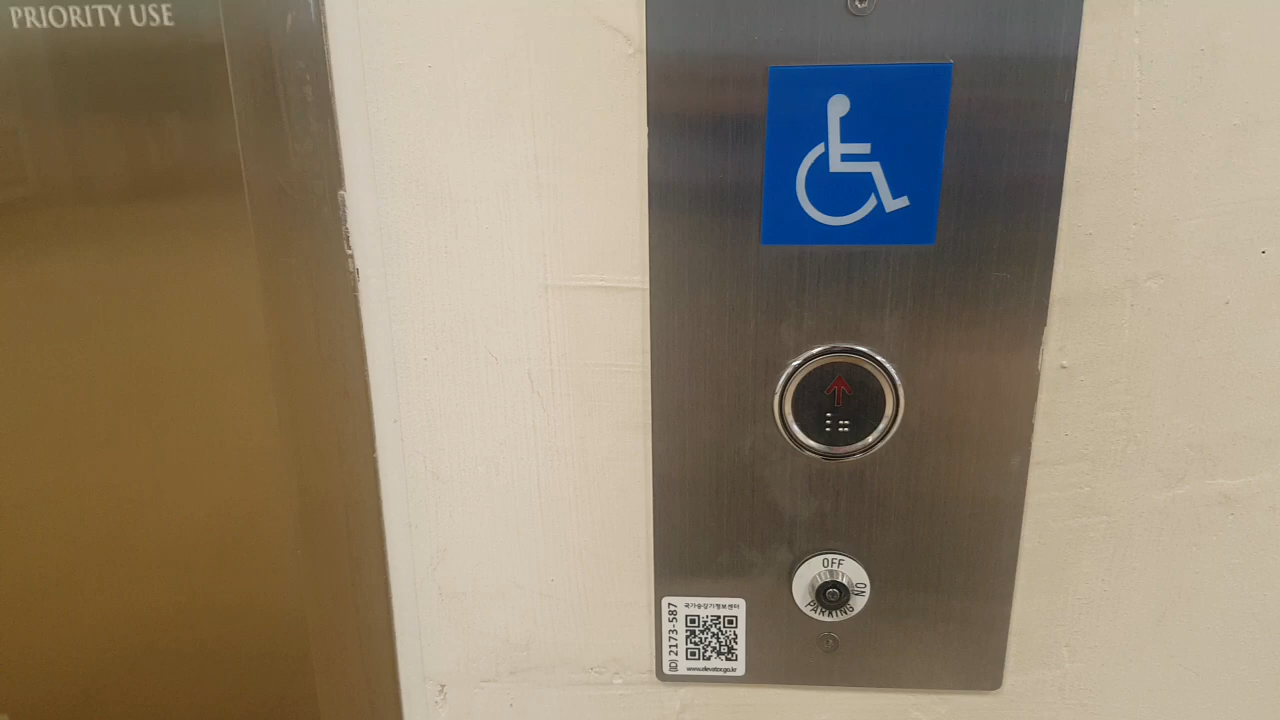 PRIORITY USE
OFF
ON
PARKING
국가승강기정보센터
(ID) 2173-587
www.elevator.go.kr